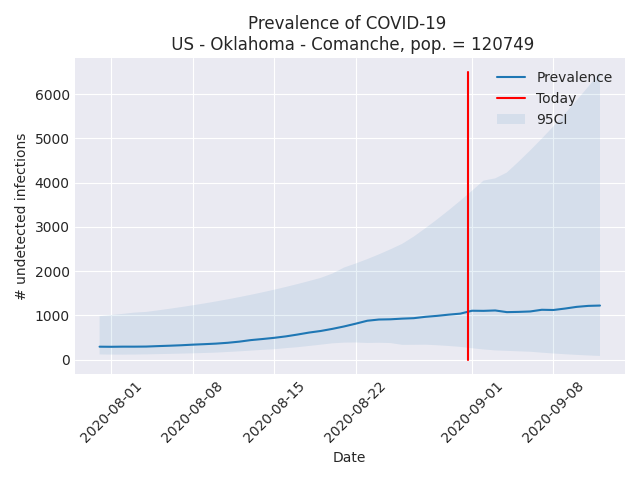 Prevalence of COVID-19
US - Oklahoma - Comanche, pop. = 120749
Prevalence
Today
95CI
# undetected infections
6000
5000
4000
3000
2000
1000
0
2020-08-01
2020-08-08
2020-08-15
2020-08-22
2020-09-01
2020-09-08
Date